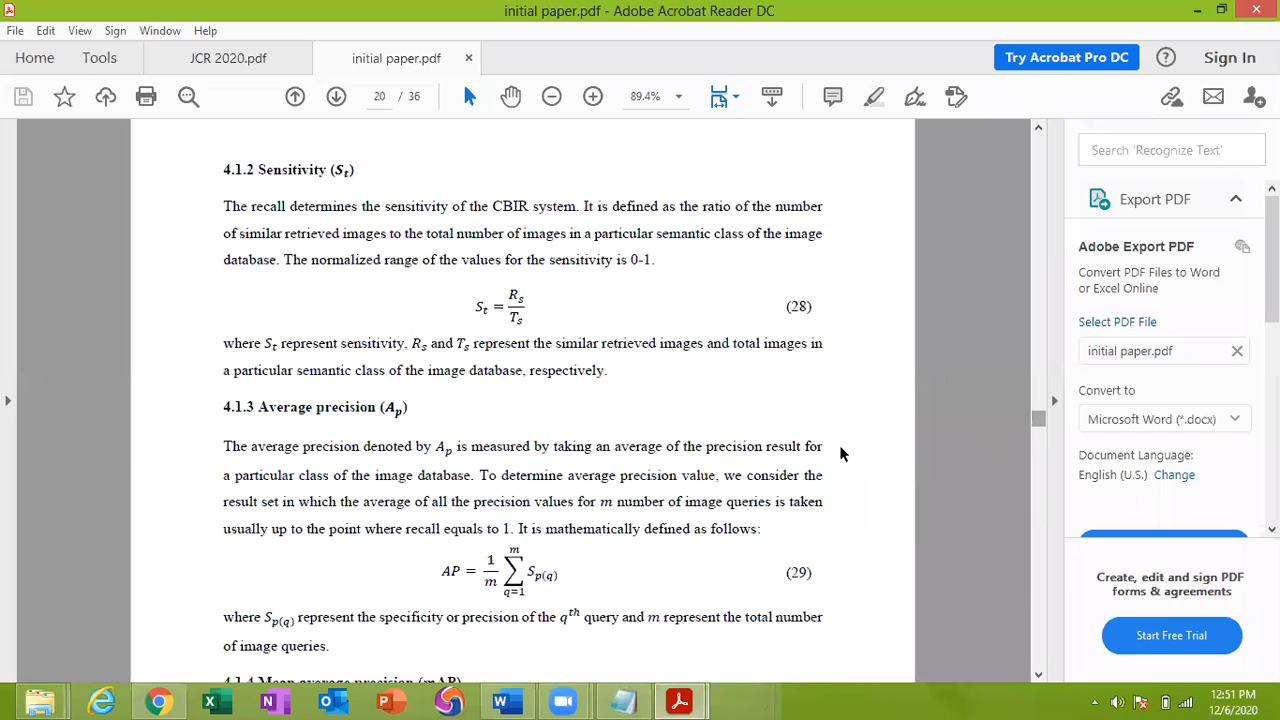 initial paper.pdf - Adobe Acrobat Reader DC
File Edit View Sign Window Help
Home Tools JCR 2020.pdf initial paper.pdf × Try Acrobat Pro DC ? Sign In
20 / 36 89.4%
4.1.2 Sensitivity (Sₜ)
The recall determines the sensitivity of the CBIR system. It is defined as the ratio of the number
of similar retrieved images to the total number of images in a particular semantic class of the image
database. The normalized range of the values for the sensitivity is 0-1.
Sₜ = Rₛ / Tₛ (28)
where Sₜ represent sensitivity, Rₛ and Tₛ represent the similar retrieved images and total images in
a particular semantic class of the image database, respectively.
4.1.3 Average precision (Aₚ)
The average precision denoted by Aₚ is measured by taking an average of the precision result for
a particular class of the image database. To determine average precision value, we consider the
result set in which the average of all the precision values for m number of image queries is taken
usually up to the point where recall equals to 1. It is mathematically defined as follows:
AP = 1/m ∑_{q=1}^{m} S_{p(q)} (29)
where S_{p(q)} represent the specificity or precision of the q^{th} query and m represent the total number
of image queries.
4.1.4 Mean average precision (mAP)
Search 'Recognize Text'
Export PDF
Adobe Export PDF
Convert PDF Files to Word
or Excel Online
Select PDF File
initial paper.pdf
Convert to
Microsoft Word (*.docx)
Document Language:
English (U.S.) Change
Create, edit and sign PDF
forms & agreements
Start Free Trial
12:51 PM
12/6/2020